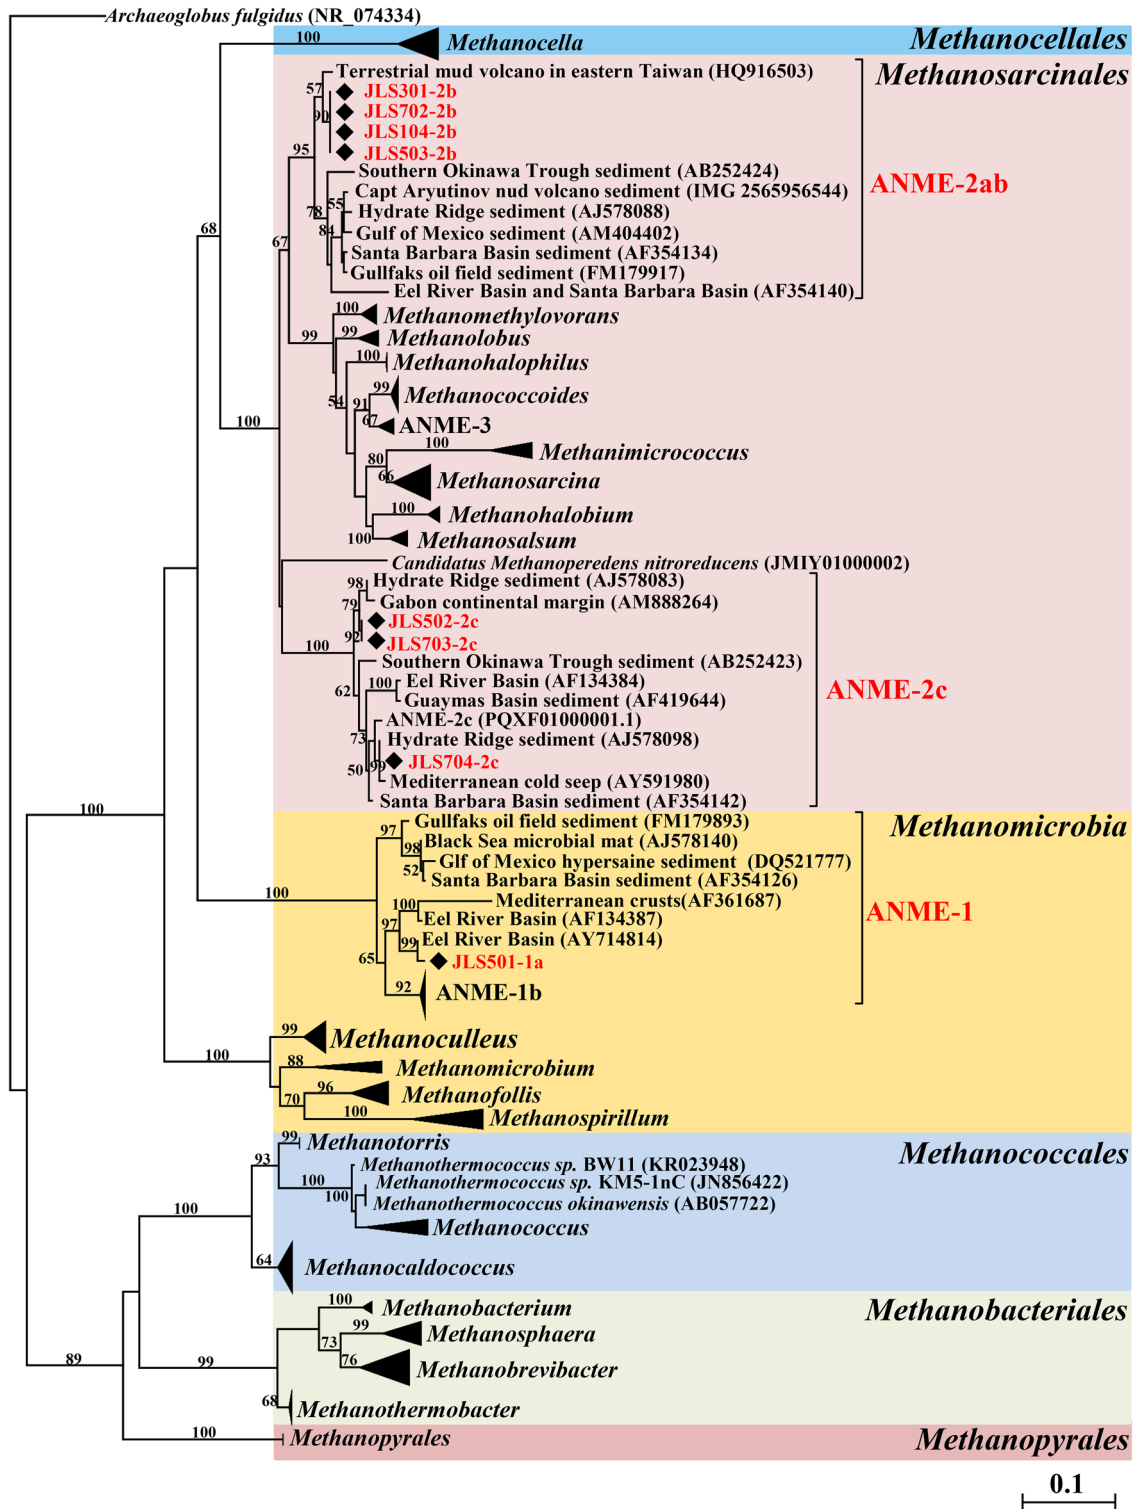 Archaeoglobus fulgidus (NR_074334)
100
Methanocella
Methanocellales
Terrestrial mud volcano in eastern Taiwan (HQ916503)
Methanosarcinales
57
JLS301-2b
90
JLS702-2b
JLS104-2b
95
JLS503-2b
Southern Okinawa Trough sediment (AB252424)
ANME-2ab
Capt Aryutinov nud volcano sediment (IMG 2565956544)
55
78
Hydrate Ridge sediment (AJ578088)
68
84
Gulf of Mexico sediment (AM404402)
67
Santa Barbara Basin sediment (AF354134)
Gullfaks oil field sediment (FM179917)
Eel River Basin and Santa Barbara Basin (AF354140)
100
Methanomethylovorans
99
99
Methanolobus
100
Methanohalophilus
99
Methanococcoides
54
91
67
ANME-3
100
100
Methanimicrococcus
80
66
Methanosarcina
100
Methanohalobium
100
Methanosalsum
Candidatus Methanoperedens nitroreducens (JMIY01000002)
98
Hydrate Ridge sediment (AJ578083)
79
Gabon continental margin (AM888264)
JLS502-2c
92
JLS703-2c
100
Southern Okinawa Trough sediment (AB252423)
100
Eel River Basin (AF134384)
62
Guaymas Basin sediment (AF419644)
ANME-2c
ANME-2c (PQXF01000001.1)
73
Hydrate Ridge sediment (AJ578098)
50
99
JLS704-2c
Mediterranean cold seep (AY591980)
Santa Barbara Basin sediment (AF354142)
100
Gullfaks oil field sediment (FM179893)
Methanomicrobia
97
Black Sea microbial mat (AJ578140)
98
Glf of Mexico hypersaine sediment (DQ521777)
52
Santa Barbara Basin sediment (AF354126)
100
Mediterranean crusts(AF361687)
100
Eel River Basin (AF134387)
ANME-1
97
Eel River Basin (AY714814)
99
65
JLS501-1a
92
ANME-1b
99
Methanoculleus
100
88
Methanomicrobium
96
Methanofollis
70
100
Methanospirillum
99
Methanotorris
Methanococcales
93
Methanothermococcus sp. BW11 (KR023948)
100
Methanothermococcus sp. KM5-1nC (JN856422)
100
Methanothermococcus okinawensis (AB057722)
100
Methanococcus
64
Methanocaldococcus
100
Methanobacterium
Methanobacteriales
99
Methanosphaera
73
89
99
76
Methanobrevibacter
68
Methanothermobacter
100
Methanopyrales
Methanopyrales
0.1